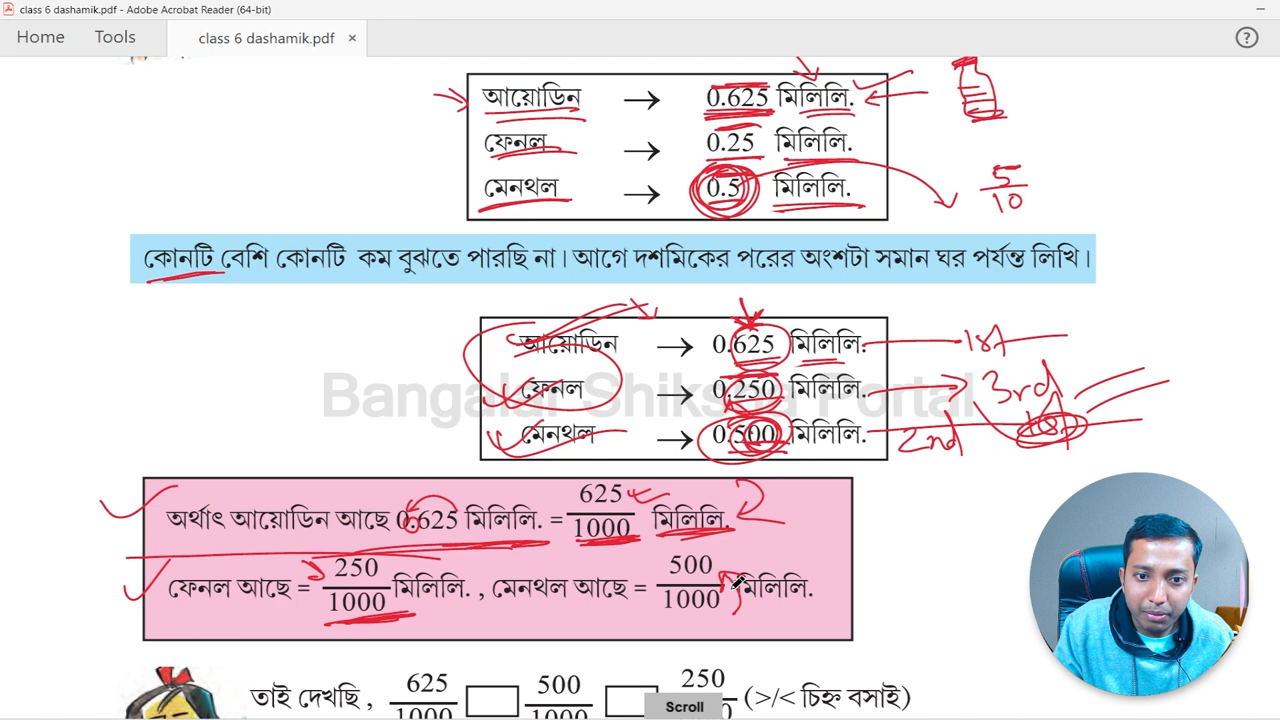 class 6 dashamik.pdf - Adobe Acrobat Reader (64-bit)
Home Tools class 6 dashamik.pdf × ?
আয়োডিন → 0.625 মিলিলি.
ফেনল → 0.25 মিলিলি.
মেনথল → 0.5 মিলিলি.
5
10
কোনটি বেশি কোনটি কম বুঝতে পারছি না। আগে দশমিকের পরের অংশটা সমান ঘর পর্যন্ত লিখি।
আয়োডিন → 0.625 মিলিলি. 1st
ফেনল → 0.250 মিলিলি. 3rd
Bangalar Shiksha Portal
মেনথল → 0.500 মিলিলি. 2nd
অর্থাৎ আয়োডিন আছে 0.625 মিলিলি. = 625/1000 মিলিলি.
ফেনল আছে = 250/1000 মিলিলি. , মেনথল আছে = 500/1000 মিলিলি.
তাই দেখছি , 625/1000 □ 500/1000 □ 250 (>/< চিহ্ন বসাই)
Scroll